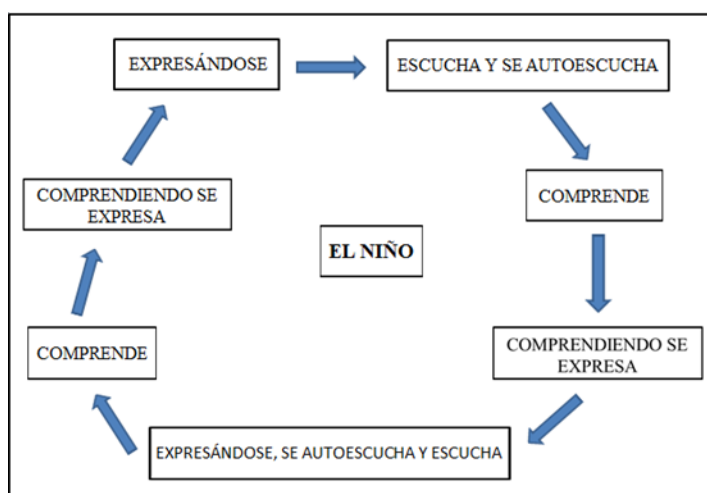 EXPRESÁNDOSE
ESCUCHA Y SE AUTOESCUCHA
COMPRENDE
COMPRENDIENDO SE
EXPRESA
EXPRESÁNDOSE, SE AUTOESCUCHA Y ESCUCHA
COMPRENDE
COMPRENDIENDO SE
EXPRESA
EL NIÑO